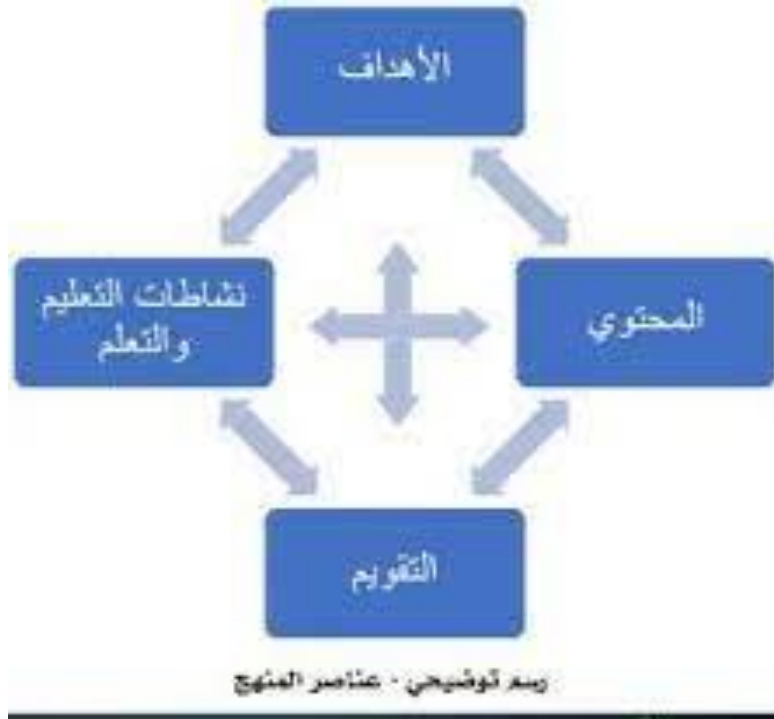 الأهداف
المحتوي
نشاطات التعليم
والتعلم
التقويم
رسم توضيحي - عناصر المنهج